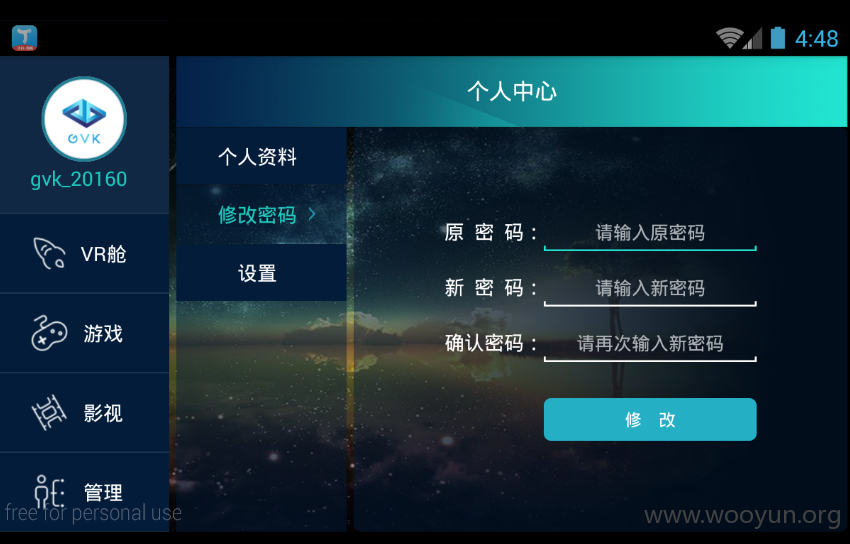 4:48
GVK
gvk_20160
VR舱
游戏
影视
管理
个人中心
个人资料
修改密码 >
设置
原 密 码：请输入原密码
新 密 码：请输入新密码
确认密码：请再次输入新密码
修 改
free for personal use
www.wooyun.org